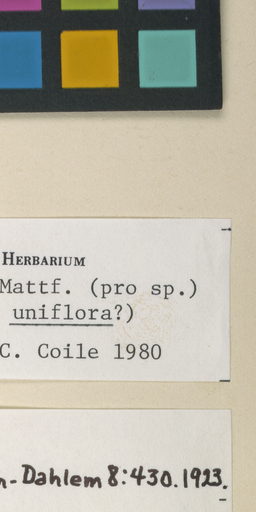 HERBARIUM
Mattf. (pro sp.)
uniflora?)
C. Coile 1980
n-Dahlem 8:430.1923.